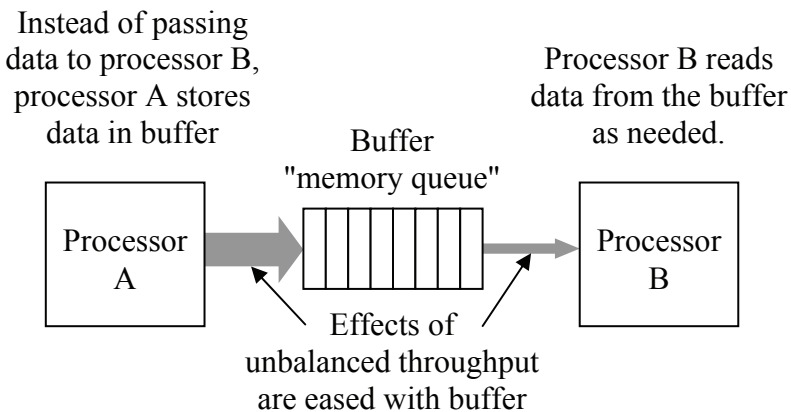 Instead of passing
data to processor B,
processor A stores
data in buffer
Processor B reads
data from the buffer
as needed.
Buffer
"memory queue"
Processor
A
Processor
B
Effects of
unbalanced throughput
are eased with buffer